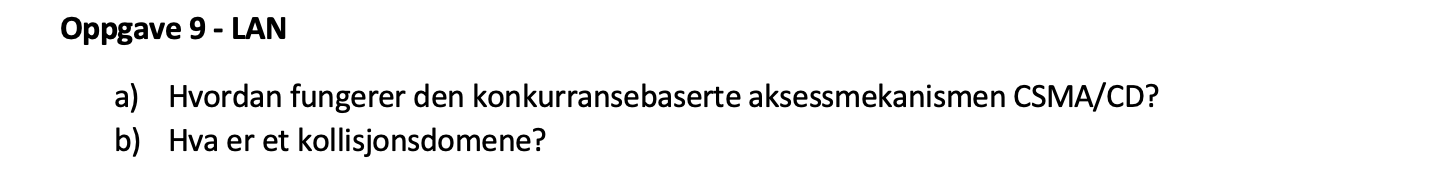 Oppgave 9 - LAN
a) Hvordan fungerer den konkurransebaserte aksessmekanismen CSMA/CD?
b) Hva er et kollisjonsdomene?